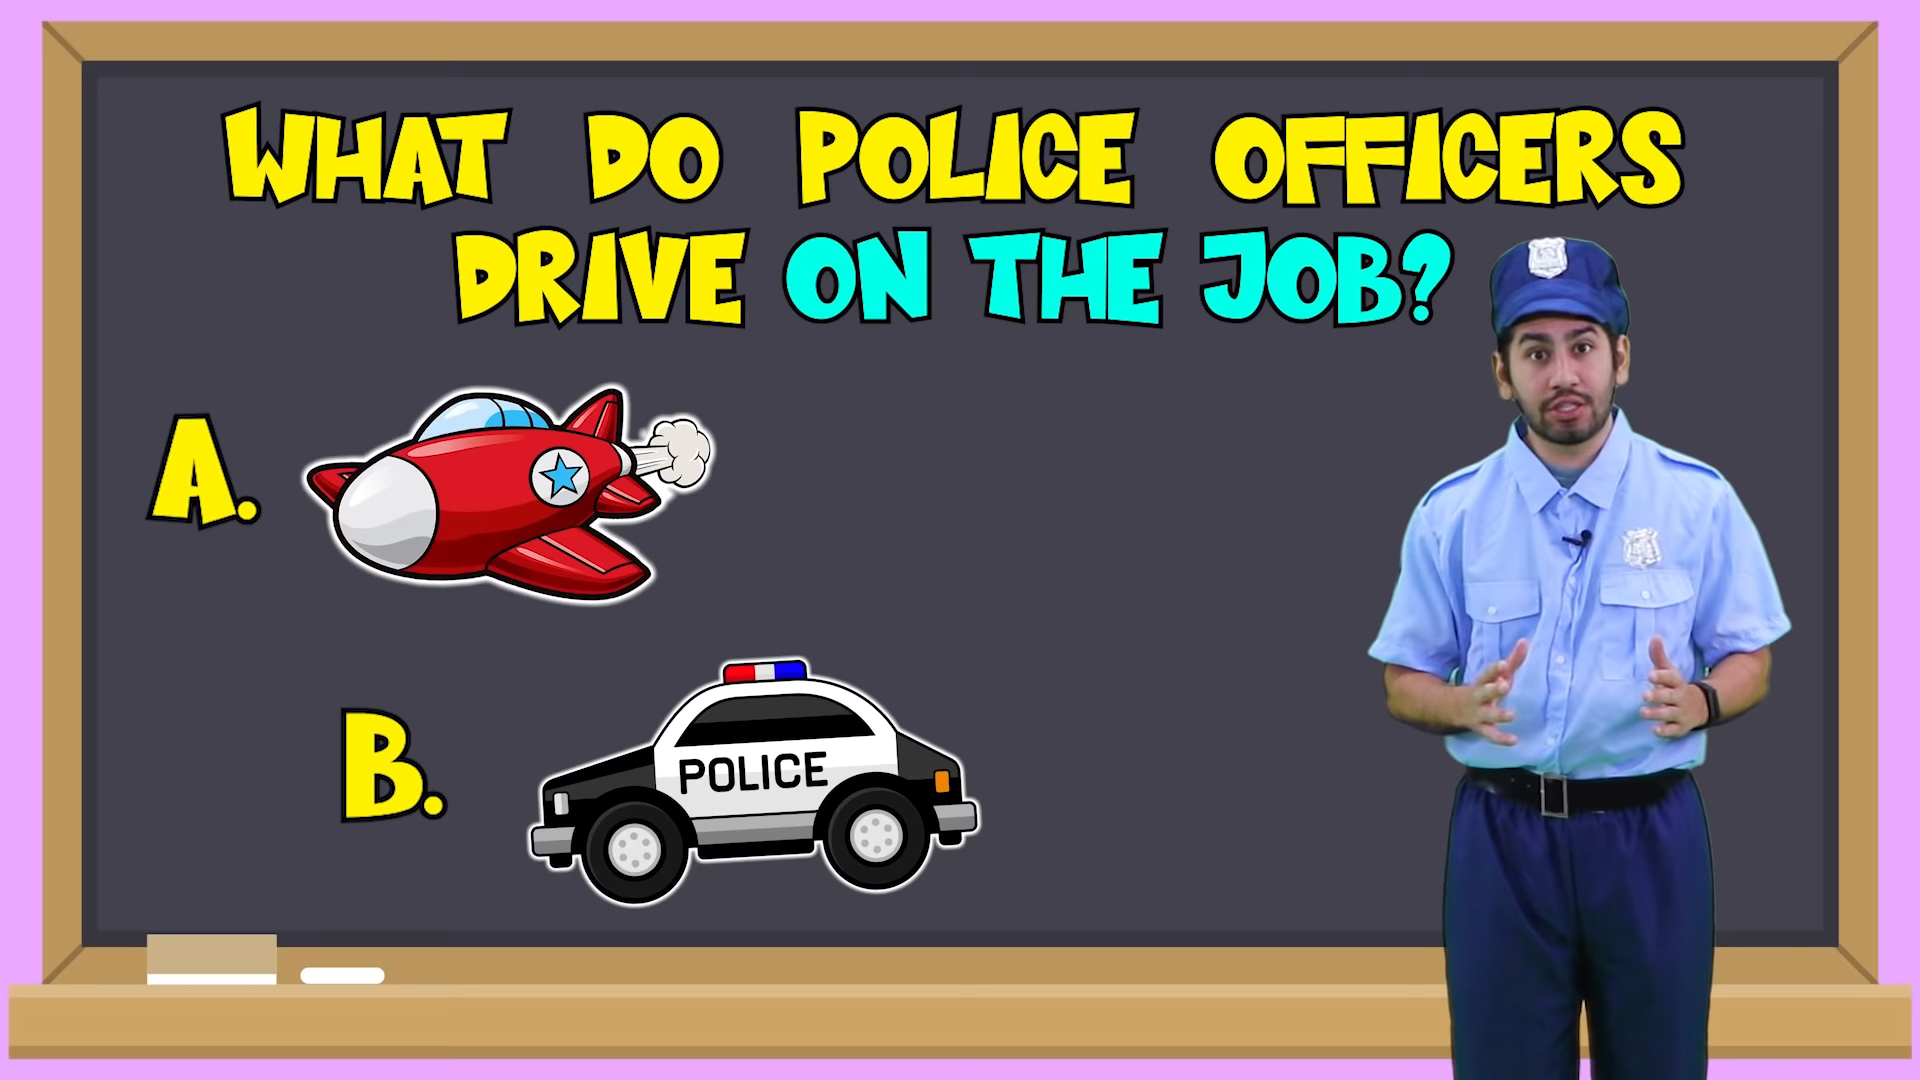 WHAT DO POLICE OFFICERS
DRIVE ON THE JOB?
A.
B.
POLICE